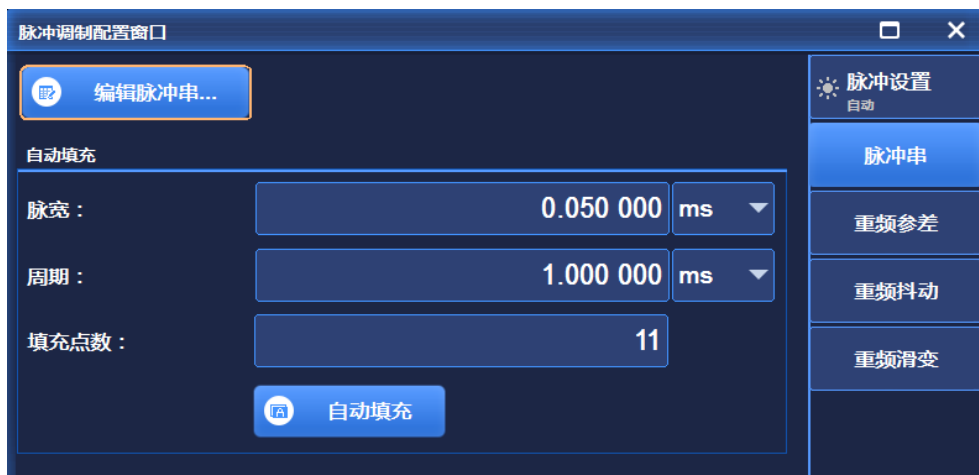 脉冲调制配置窗口
编辑脉冲串...
脉冲设置
自动
脉冲串
自动填充
脉宽：
0.050 000 ms
重频参差
周期：
1.000 000 ms
重频抖动
填充点数：
11
重频滑变
自动填充